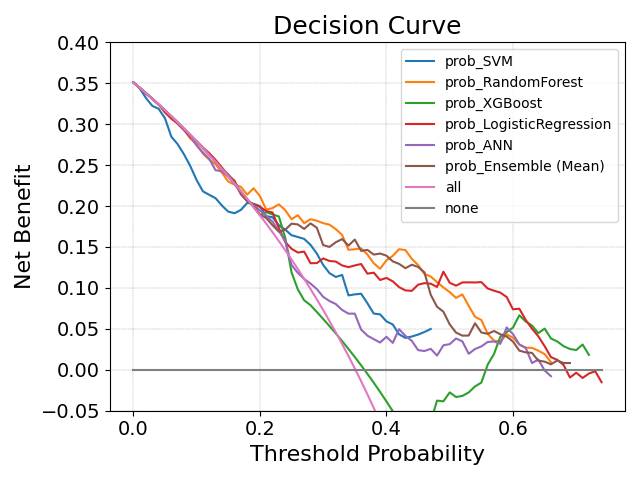 Decision Curve
Net Benefit
0.40
0.35
0.30
0.25
0.20
0.15
0.10
0.05
0.00
−0.05
prob_SVM
prob_RandomForest
prob_XGBoost
prob_LogisticRegression
prob_ANN
prob_Ensemble (Mean)
all
none
0.0 0.2 0.4 0.6
Threshold Probability